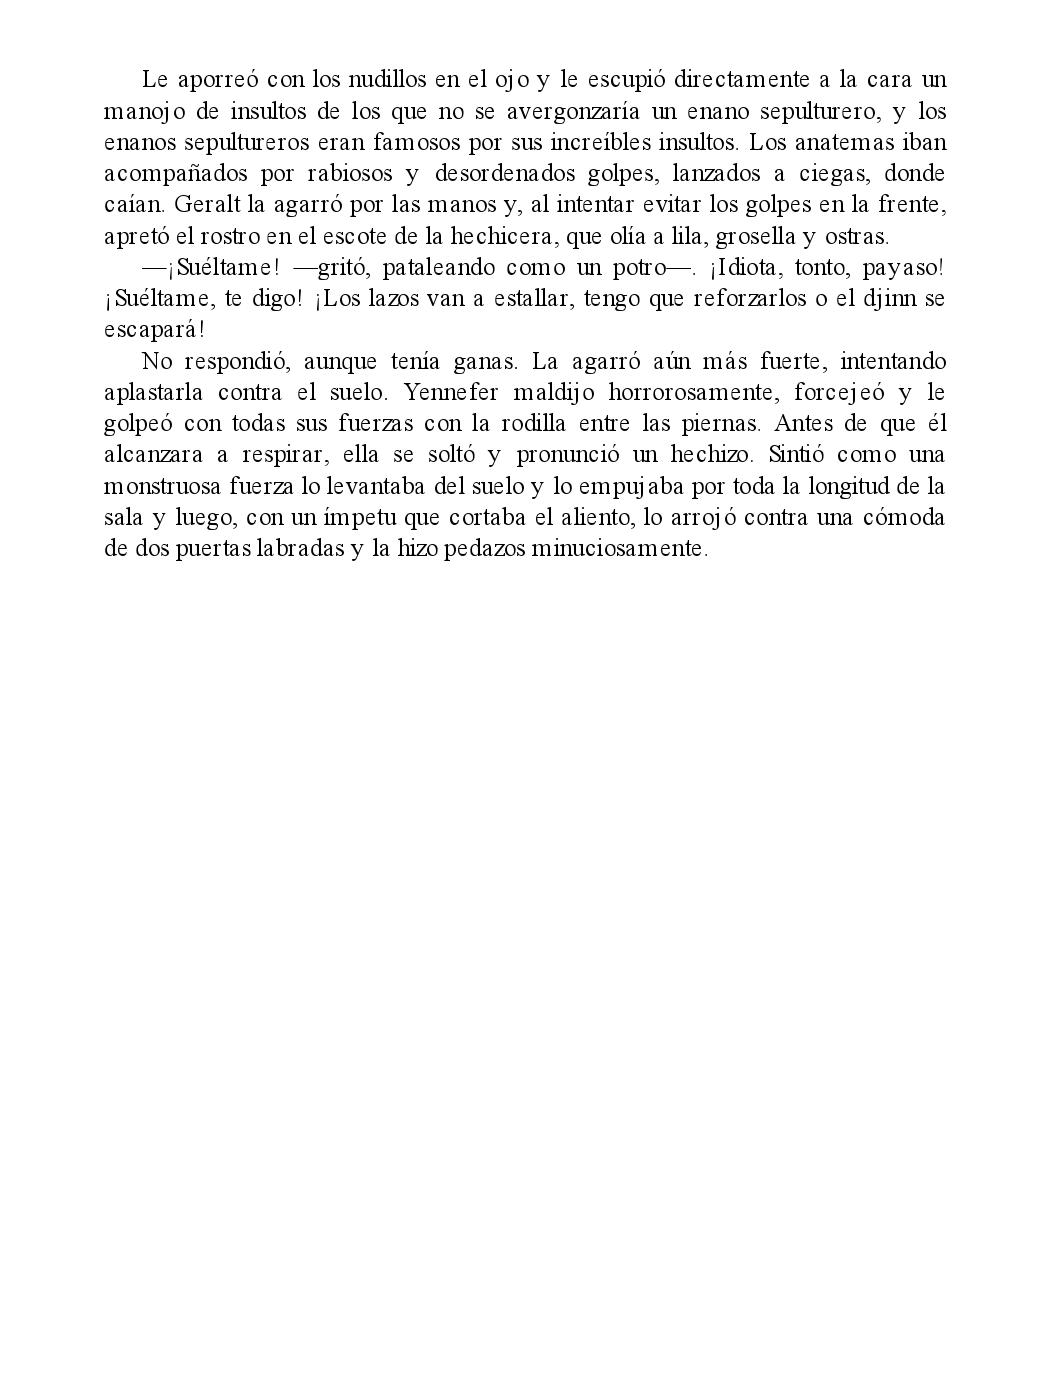 Le aporreó con los nudillos en el ojo y le escupió directamente a la cara un
manojo de insultos de los que no se avergonzaría un enano sepulturero, y los
enanos sepultureros eran famosos por sus increíbles insultos. Los anatemas iban
acompañados por rabiosos y desordenados golpes, lanzados a ciegas, donde
caían. Geralt la agarró por las manos y, al intentar evitar los golpes en la frente,
apretó el rostro en el escote de la hechicera, que olía a lila, grosella y ostras.
—¡Suéltame! —gritó, pataleando como un potro—. ¡Idiota, tonto, payaso!
¡Suéltame, te digo! ¡Los lazos van a estallar, tengo que reforzarlos o el djinn se
escapará!
No respondió, aunque tenía ganas. La agarró aún más fuerte, intentando
aplastarla contra el suelo. Yennefer maldijo horrorosamente, forcejeó y le
golpeó con todas sus fuerzas con la rodilla entre las piernas. Antes de que él
alcanzara a respirar, ella se soltó y pronunció un hechizo. Sintió como una
monstruosa fuerza lo levantaba del suelo y lo empujaba por toda la longitud de la
sala y luego, con un ímpetu que cortaba el aliento, lo arrojó contra una cómoda
de dos puertas labradas y la hizo pedazos minuciosamente.